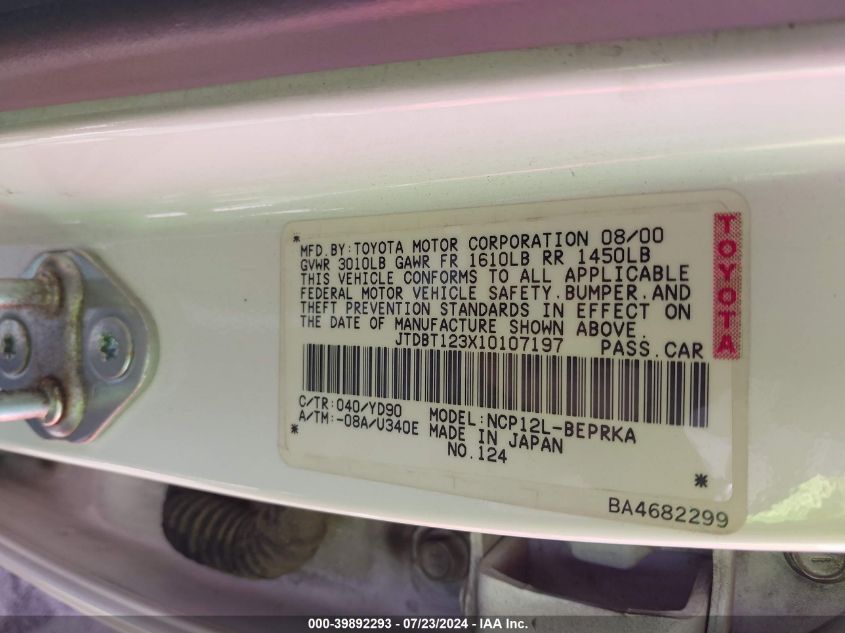 MFD.BY:TOYOTA MOTOR CORPORATION 08/00
GVWR 3010LB GAWR FR 1610LB RR 1450LB
THIS VEHICLE CONFORMS TO ALL APPLICABLE
FEDERAL MOTOR VEHICLE SAFETY,BUMPER,AND
THEFT PREVENTION STANDARDS IN EFFECT ON
THE DATE OF MANUFACTURE SHOWN ABOVE.
JTDBT123X10107197 PASS.CAR
C/TR:040/YD90 MODEL:NCP12L-BEPRKA
A/TM:-08A/U340E MADE IN JAPAN
NO.124
BA4682299
TOYOTA
000-39892293 - 07/23/2024 - IAA Inc.